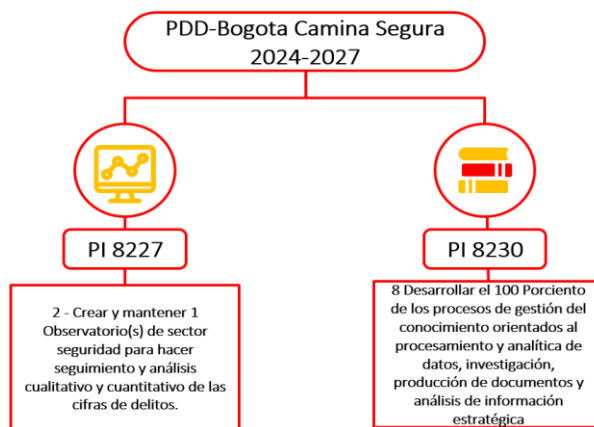 PDD-Bogota Camina Segura
2024-2027
PI 8227
2 - Crear y mantener 1
Observatorio(s) de sector
seguridad para hacer
seguimiento y análisis
cualitativo y cuantitativo de las
cifras de delitos.
PI 8230
8 Desarrollar el 100 Porciento
de los procesos de gestión del
conocimiento orientados al
procesamiento y analítica de
datos, investigación,
producción de documentos y
análisis de información
estratégica